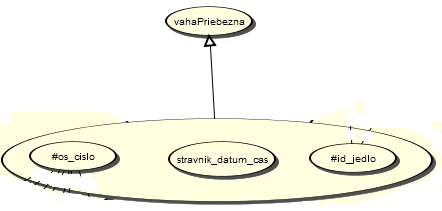 vahaPriebezna
#os_cislo
stravnik_datum_cas
#id_jedlo